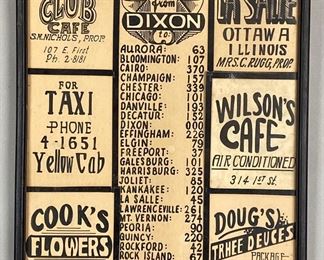 CLUB
CAFE
S.M.NICHOLS, PROP.
107 E. First
Ph. 2-8181
FOR
TAXI
PHONE
4-1651
Yellow Cab
COOK'S
FLOWERS
from
DIXON
to:
AURORA: 63
BLOOMINGTON: 107
CAIRO: 370
CHAMPAIGN: 157
CHESTER: 339
CHICAGO: 101
DANVILLE: 193
DECATUR: 152
DIXON: 000
EFFINGHAM: 226
ELGIN: 79
FREEPORT: 37
GALESBURG: 101
HARRISBURG: 325
JOLIET: 85
KANKAKEE: 120
LA SALLE: 45
LAWRENCEVILLE: 261
MT. VERNON: 274
PEORIA: 90
QUINCY: 220
ROCKFORD: 42
ROCK ISLAND: 67
LA SALLE
OTTAWA
ILLINOIS
MRS. C. RUGG, PROP.
WILSON'S
CAFE
AIR CONDITIONED
314 1st St.
DOUG'S
TRHEE DEUCES
PACKAGE